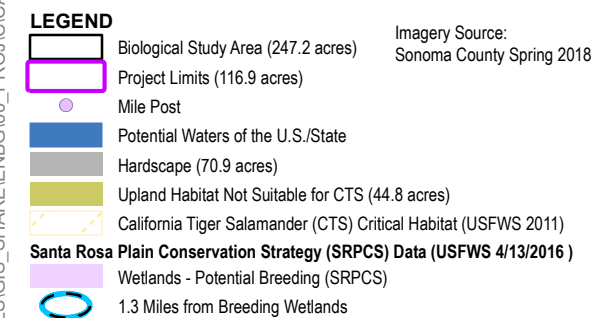 LEGEND
Biological Study Area (247.2 acres)
Project Limits (116.9 acres)
Mile Post
Potential Waters of the U.S./State
Hardscape (70.9 acres)
Upland Habitat Not Suitable for CTS (44.8 acres)
California Tiger Salamander (CTS) Critical Habitat (USFWS 2011)
Santa Rosa Plain Conservation Strategy (SRPCS) Data (USFWS 4/13/2016 )
Wetlands - Potential Breeding (SRPCS)
1.3 Miles from Breeding Wetlands
Imagery Source:
Sonoma County Spring 2018